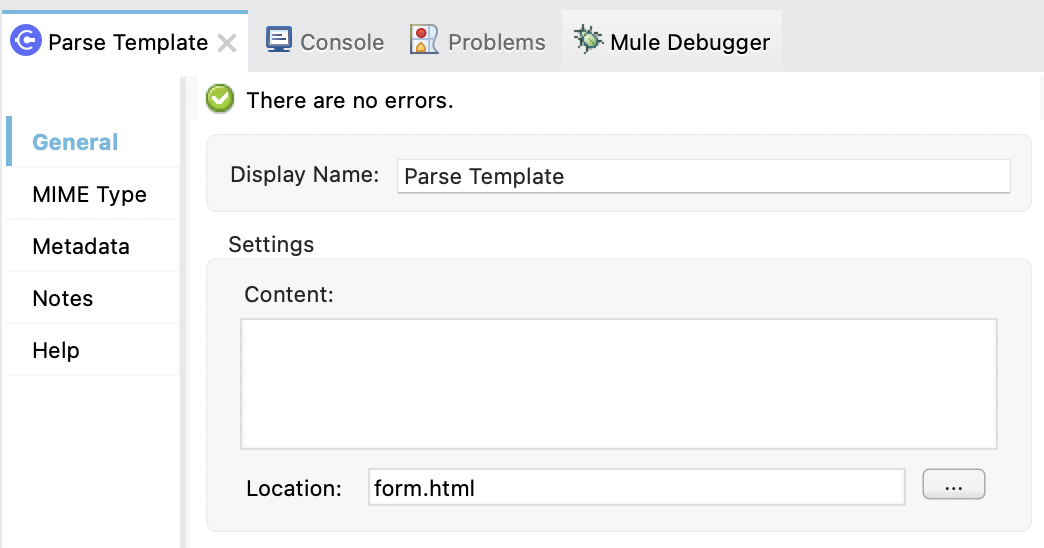 Parse Template Console Problems Mule Debugger
There are no errors.
General
Display Name: Parse Template
MIME Type
Metadata
Settings
Notes
Content:
Help
Location: form.html ...